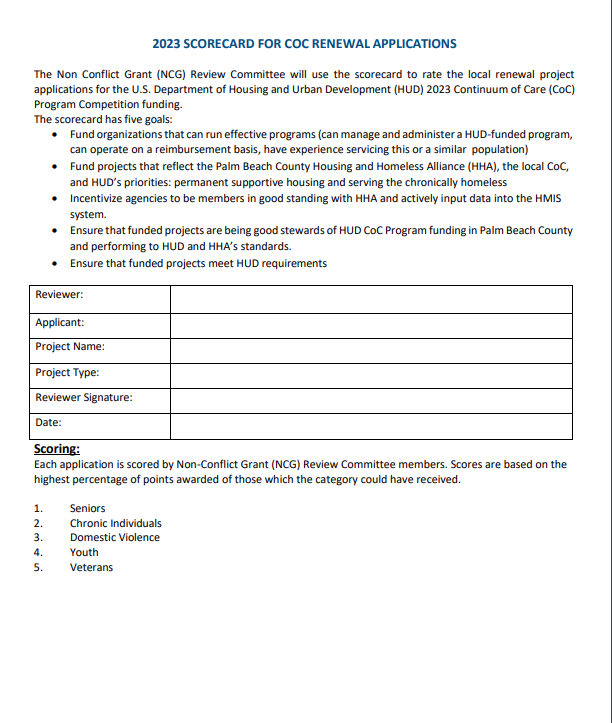 2023 SCORECARD FOR COC RENEWAL APPLICATIONS
The Non Conflict Grant (NCG) Review Committee will use the scorecard to rate the local renewal project
applications for the U.S. Department of Housing and Urban Development (HUD) 2023 Continuum of Care (CoC)
Program Competition funding.
The scorecard has five goals:
• Fund organizations that can run effective programs (can manage and administer a HUD-funded program,
can operate on a reimbursement basis, have experience servicing this or a similar population)
• Fund projects that reflect the Palm Beach County Housing and Homeless Alliance (HHA), the local CoC,
and HUD's priorities: permanent supportive housing and serving the chronically homeless
• Incentivize agencies to be members in good standing with HHA and actively input data into the HMIS
system.
• Ensure that funded projects are being good stewards of HUD CoC Program funding in Palm Beach County
and performing to HUD and HHA's standards.
• Ensure that funded projects meet HUD requirements
Reviewer:
Applicant:
Project Name:
Project Type:
Reviewer Signature:
Date:
Scoring:
Each application is scored by Non-Conflict Grant (NCG) Review Committee members. Scores are based on the
highest percentage of points awarded of those which the category could have received.
1. Seniors
2. Chronic Individuals
3. Domestic Violence
4. Youth
5. Veterans